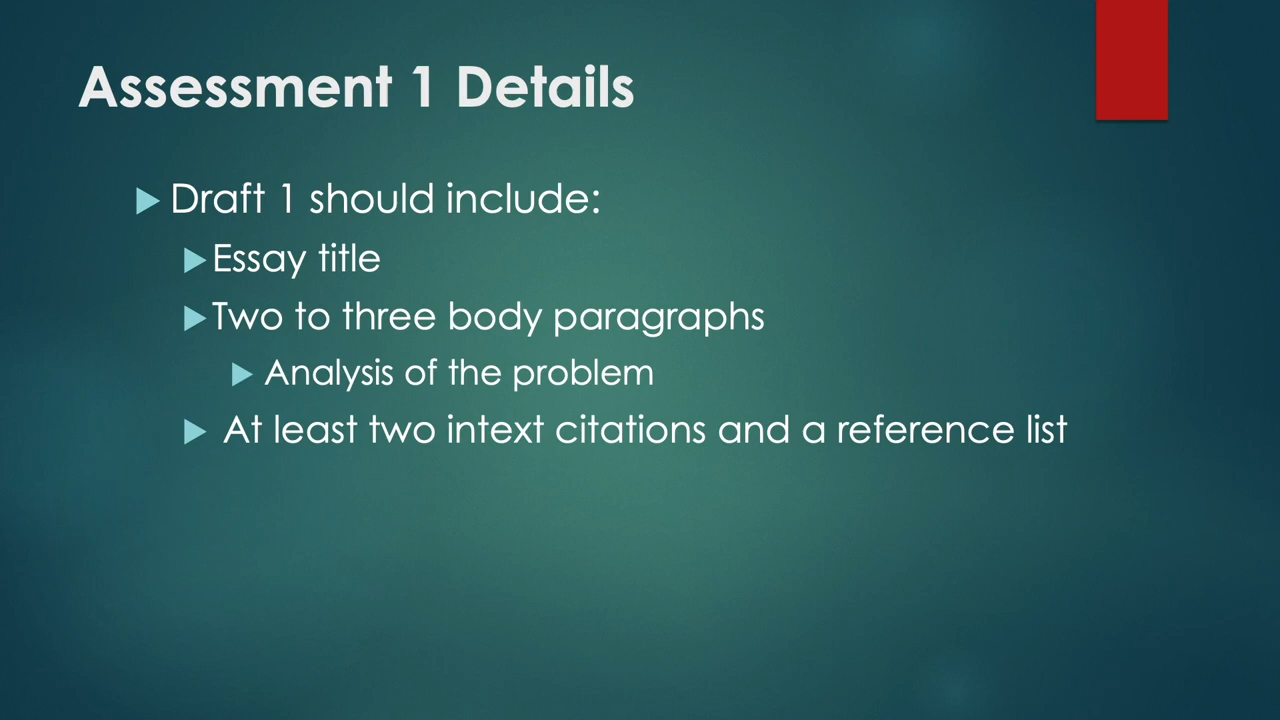 Assessment 1 Details
Draft 1 should include:
Essay title
Two to three body paragraphs
Analysis of the problem
At least two intext citations and a reference list